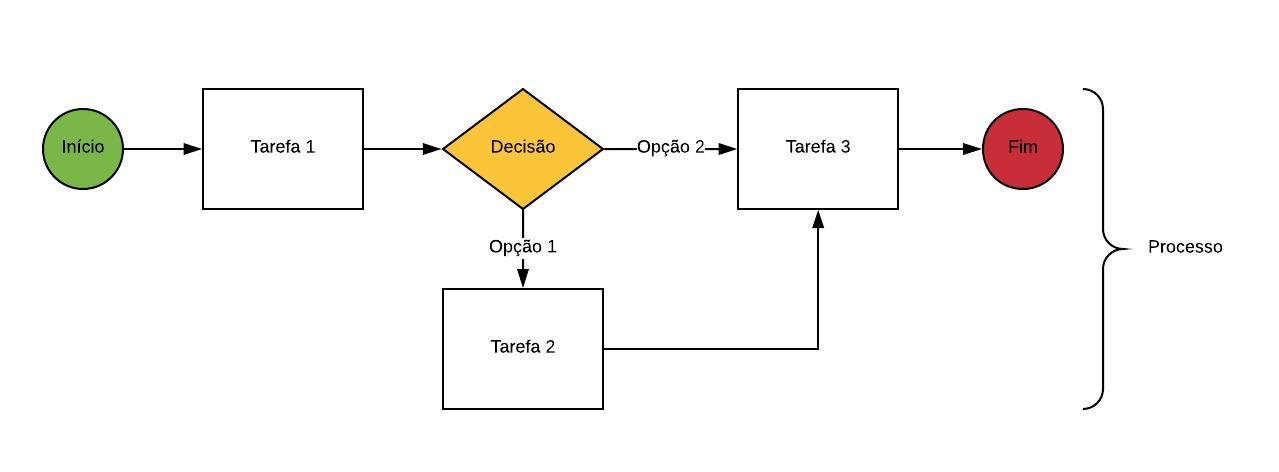 Início
Tarefa 1
Decisão
Opção 2
Tarefa 3
Fim
Opção 1
Processo
Tarefa 2